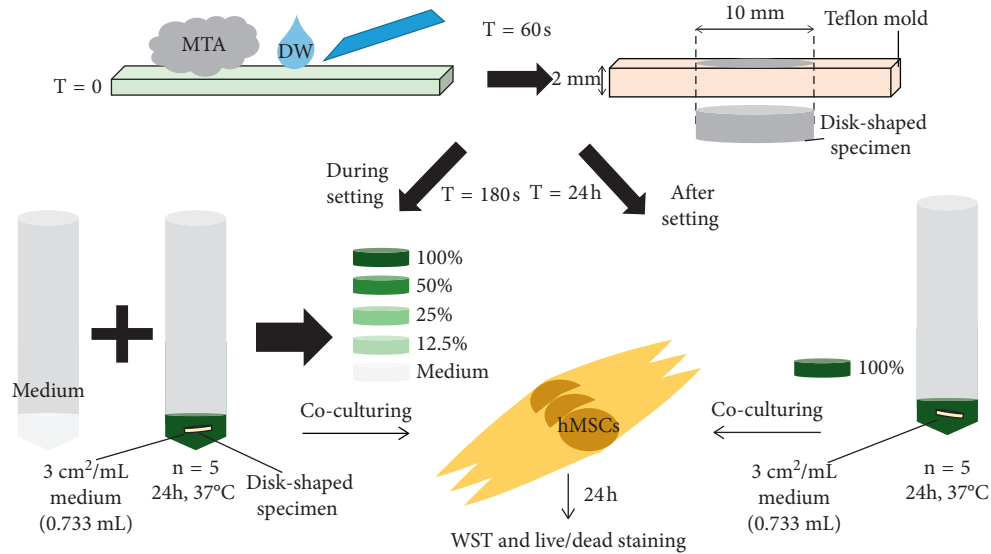 MTA
DW
T = 0
T = 60 s
10 mm
Teflon mold
2 mm
Disk-shaped
specimen
During
setting
T = 180 s
T = 24 h
After
setting
100%
50%
25%
12.5%
Medium
Medium
3 cm²/mL
medium
(0.733 mL)
n = 5
24h, 37°C
Disk-shaped
specimen
Co-culturing
hMSCs
24 h
WST and live/dead staining
100%
Co-culturing
3 cm²/mL
medium
(0.733 mL)
n = 5
24h, 37°C